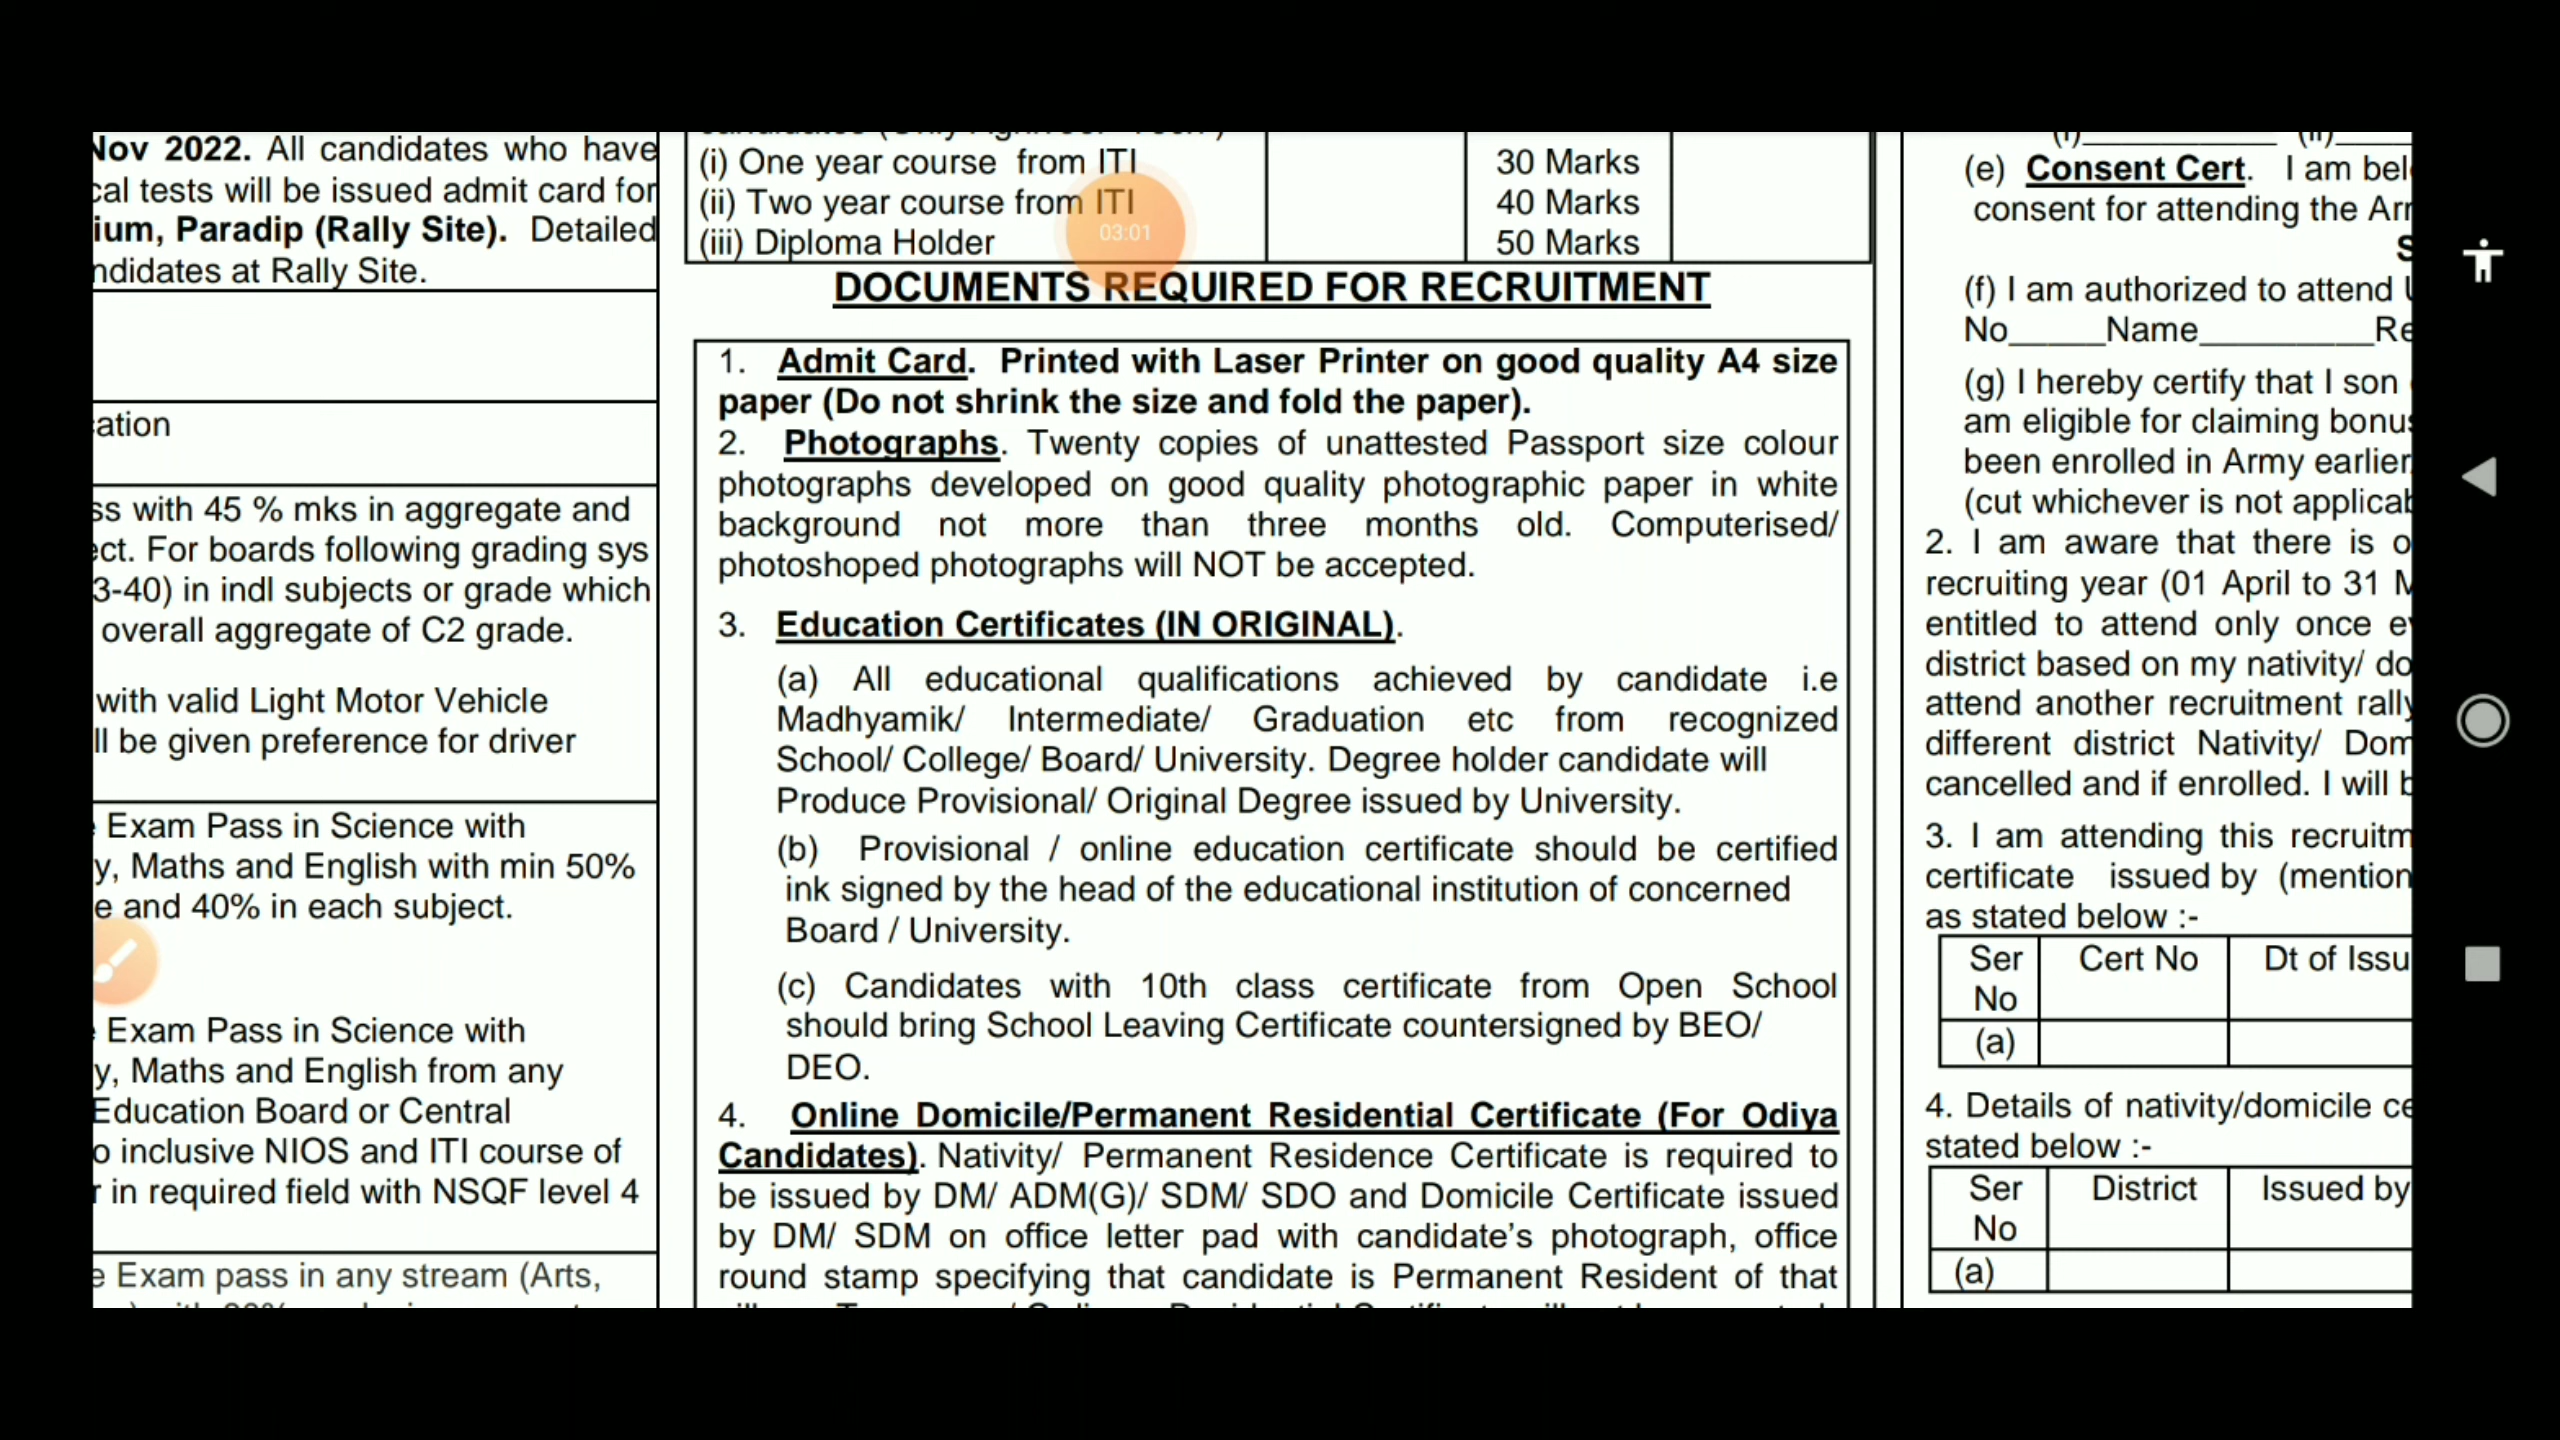 Nov 2022. All candidates who have
cal tests will be issued admit card for
ium, Paradip (Rally Site). Detailed
ndidates at Rally Site.
cation
ss with 45 % mks in aggregate and
ect. For boards following grading sys
3-40) in indl subjects or grade which
overall aggregate of C2 grade.
with valid Light Motor Vehicle
ll be given preference for driver
Exam Pass in Science with
y, Maths and English with min 50%
e and 40% in each subject.
Exam Pass in Science with
y, Maths and English from any
Education Board or Central
o inclusive NIOS and ITI course of
r in required field with NSQF level 4
e Exam pass in any stream (Arts,
(i) One year course from ITI 30 Marks
(ii) Two year course from ITI 40 Marks
(iii) Diploma Holder 50 Marks
03:01
DOCUMENTS REQUIRED FOR RECRUITMENT
1. Admit Card. Printed with Laser Printer on good quality A4 size
paper (Do not shrink the size and fold the paper).
2. Photographs. Twenty copies of unattested Passport size colour
photographs developed on good quality photographic paper in white
background not more than three months old. Computerised/
photoshoped photographs will NOT be accepted.
3. Education Certificates (IN ORIGINAL).
(a) All educational qualifications achieved by candidate i.e
Madhyamik/ Intermediate/ Graduation etc from recognized
School/ College/ Board/ University. Degree holder candidate will
Produce Provisional/ Original Degree issued by University.
(b) Provisional / online education certificate should be certified
ink signed by the head of the educational institution of concerned
Board / University.
(c) Candidates with 10th class certificate from Open School
should bring School Leaving Certificate countersigned by BEO/
DEO.
4. Online Domicile/Permanent Residential Certificate (For Odiya
Candidates). Nativity/ Permanent Residence Certificate is required to
be issued by DM/ ADM(G)/ SDM/ SDO and Domicile Certificate issued
by DM/ SDM on office letter pad with candidate's photograph, office
round stamp specifying that candidate is Permanent Resident of that
(e) Consent Cert. I am bel
consent for attending the Arr
S
(f) I am authorized to attend
No_____Name_________Re
(g) I hereby certify that I son
am eligible for claiming bonus
been enrolled in Army earlier
(cut whichever is not applicab
2. I am aware that there is o
recruiting year (01 April to 31 M
entitled to attend only once ev
district based on my nativity/ do
attend another recruitment rally
different district Nativity/ Dom
cancelled and if enrolled. I will b
3. I am attending this recruitm
certificate issued by (mention
as stated below :-
Ser Cert No Dt of Issu
No
(a)
4. Details of nativity/domicile ce
stated below :-
Ser District Issued by
No
(a)